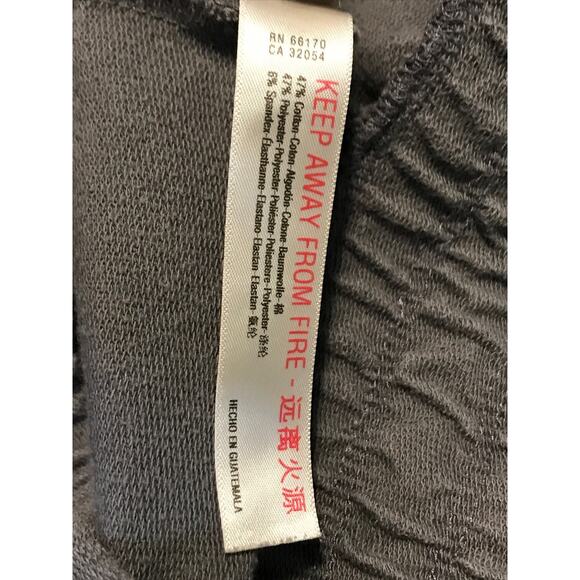 RN 66170
CA 32054
KEEP AWAY FROM FIRE - 远离火源
47% Cotton-Coton-Algodón-Cotone-Baumwolle-棉
47% Polyester-Polyester-Poliéster-Poliestere-Polyester-涤纶
6% Spandex-Elasthanne-Elastano-Elastan-Elastan-氨纶
HECHO EN GUATEMALA